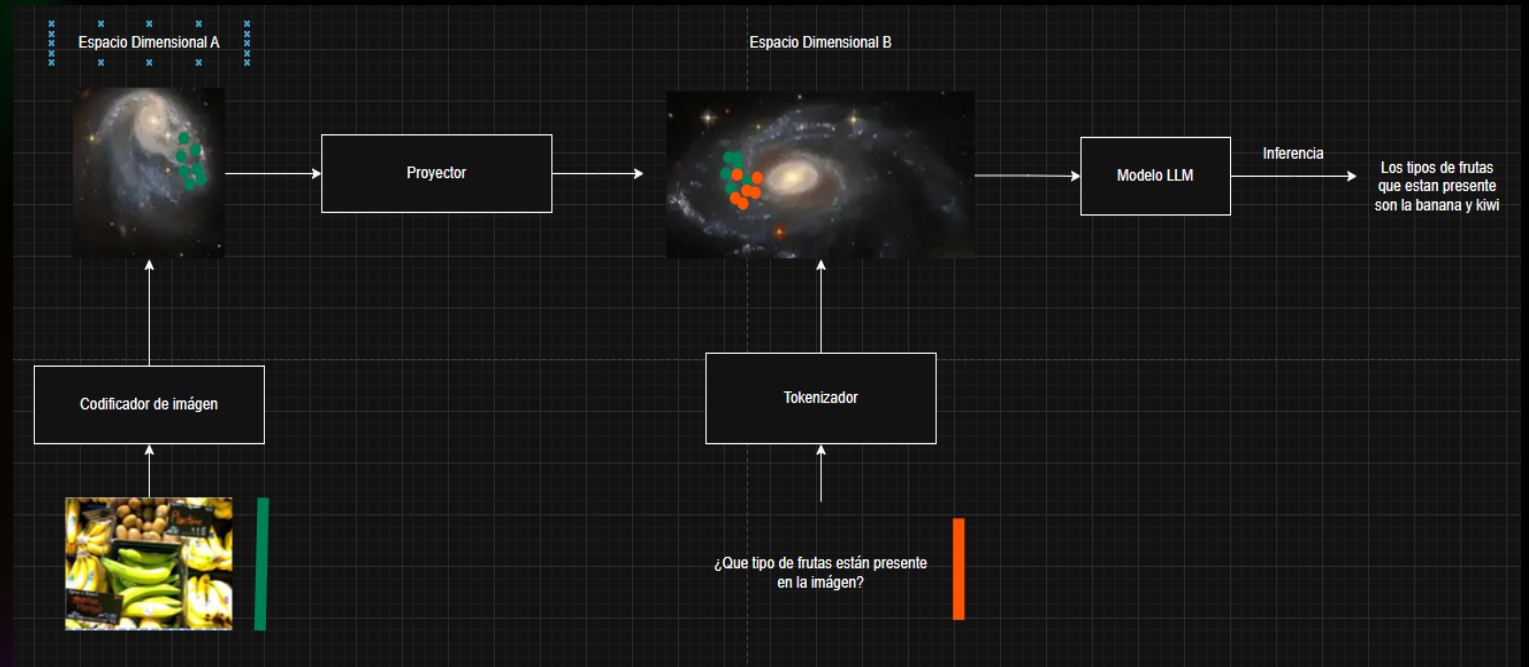 Espacio Dimensional A
Espacio Dimensional B
Proyector
Modelo LLM
Inferencia
Los tipos de frutas
que estan presente
son la banana y kiwi
Codificador de imágen
Tokenizador
Plantains
¿Que tipo de frutas están presente
en la imágen?